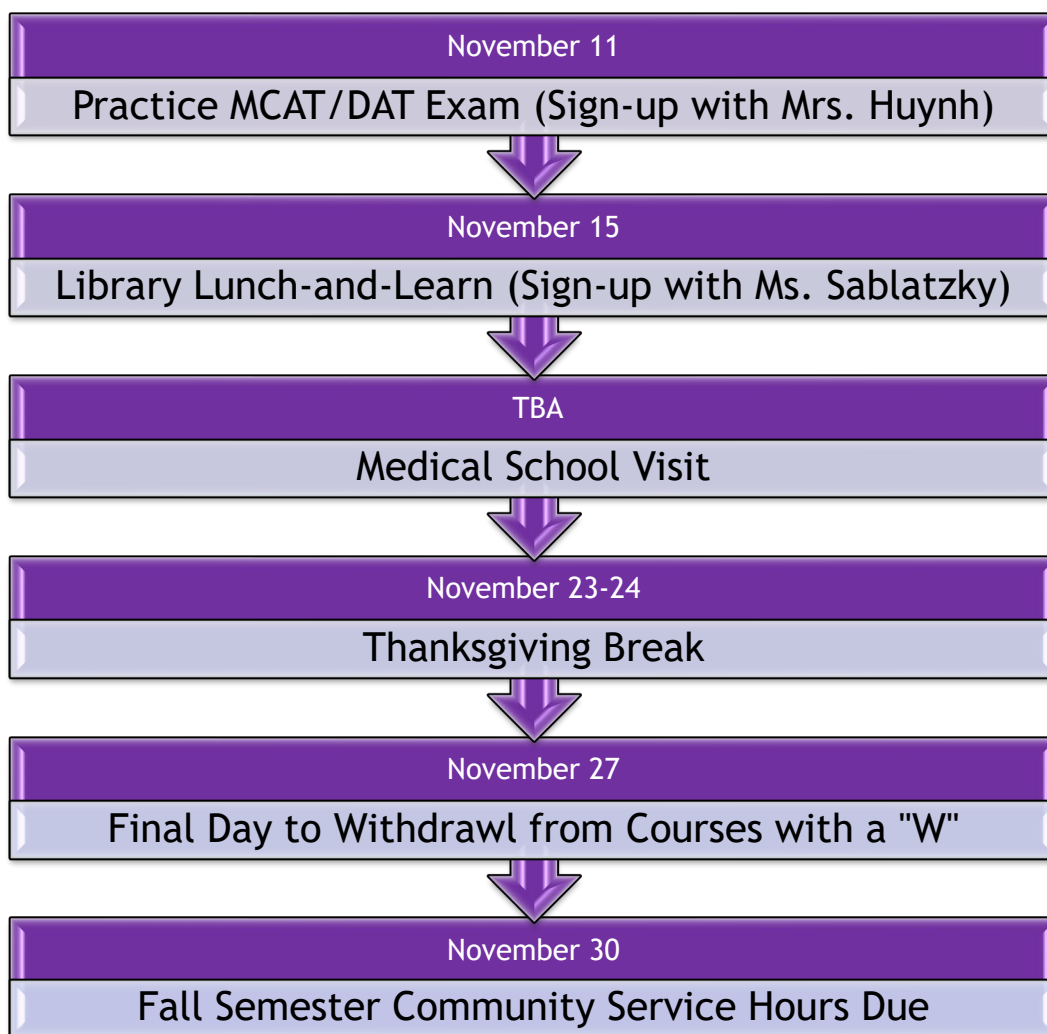 November 11
Practice MCAT/DAT Exam (Sign-up with Mrs. Huynh)
November 15
Library Lunch-and-Learn (Sign-up with Ms. Sablatzky)
TBA
Medical School Visit
November 23-24
Thanksgiving Break
November 27
Final Day to Withdrawl from Courses with a "W"
November 30
Fall Semester Community Service Hours Due